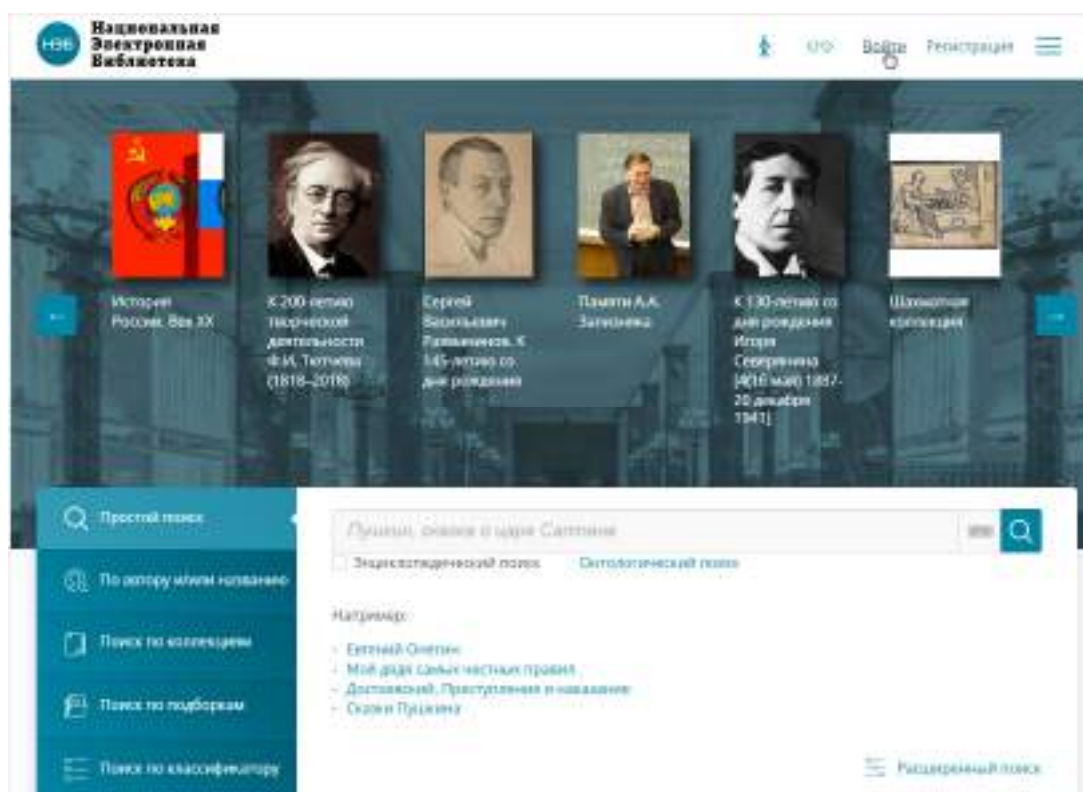 НЭБ
Национальная
Электронная
Библиотека
Войти
Регистрация
История
России. Век XX
К 200-летию
творческой
деятельности
Ф.И. Тютчева
(1818–2018)
Сергей
Васильевич
Рахманинов. К
145-летию со
дня рождения
Памяти А.А.
Зализняка
К 130-летию со
дня рождения
Игоря
Северянина
[4(16 мая) 1887-
20 декабря
1941]
Шахматная
коллекция
←
→
Простой поиск
По автору и/или названию
Поиск по коллекциям
Поиск по подборкам
Поиск по классификатору
Пушкин, сказка о царе Салтане
Энциклопедический поиск
Онтологический поиск
Например:
- Евгений Онегин
- Мой дядя самых честных правил
- Достоевский, Преступления и наказание
- Сказки Пушкина
Расширенный поиск